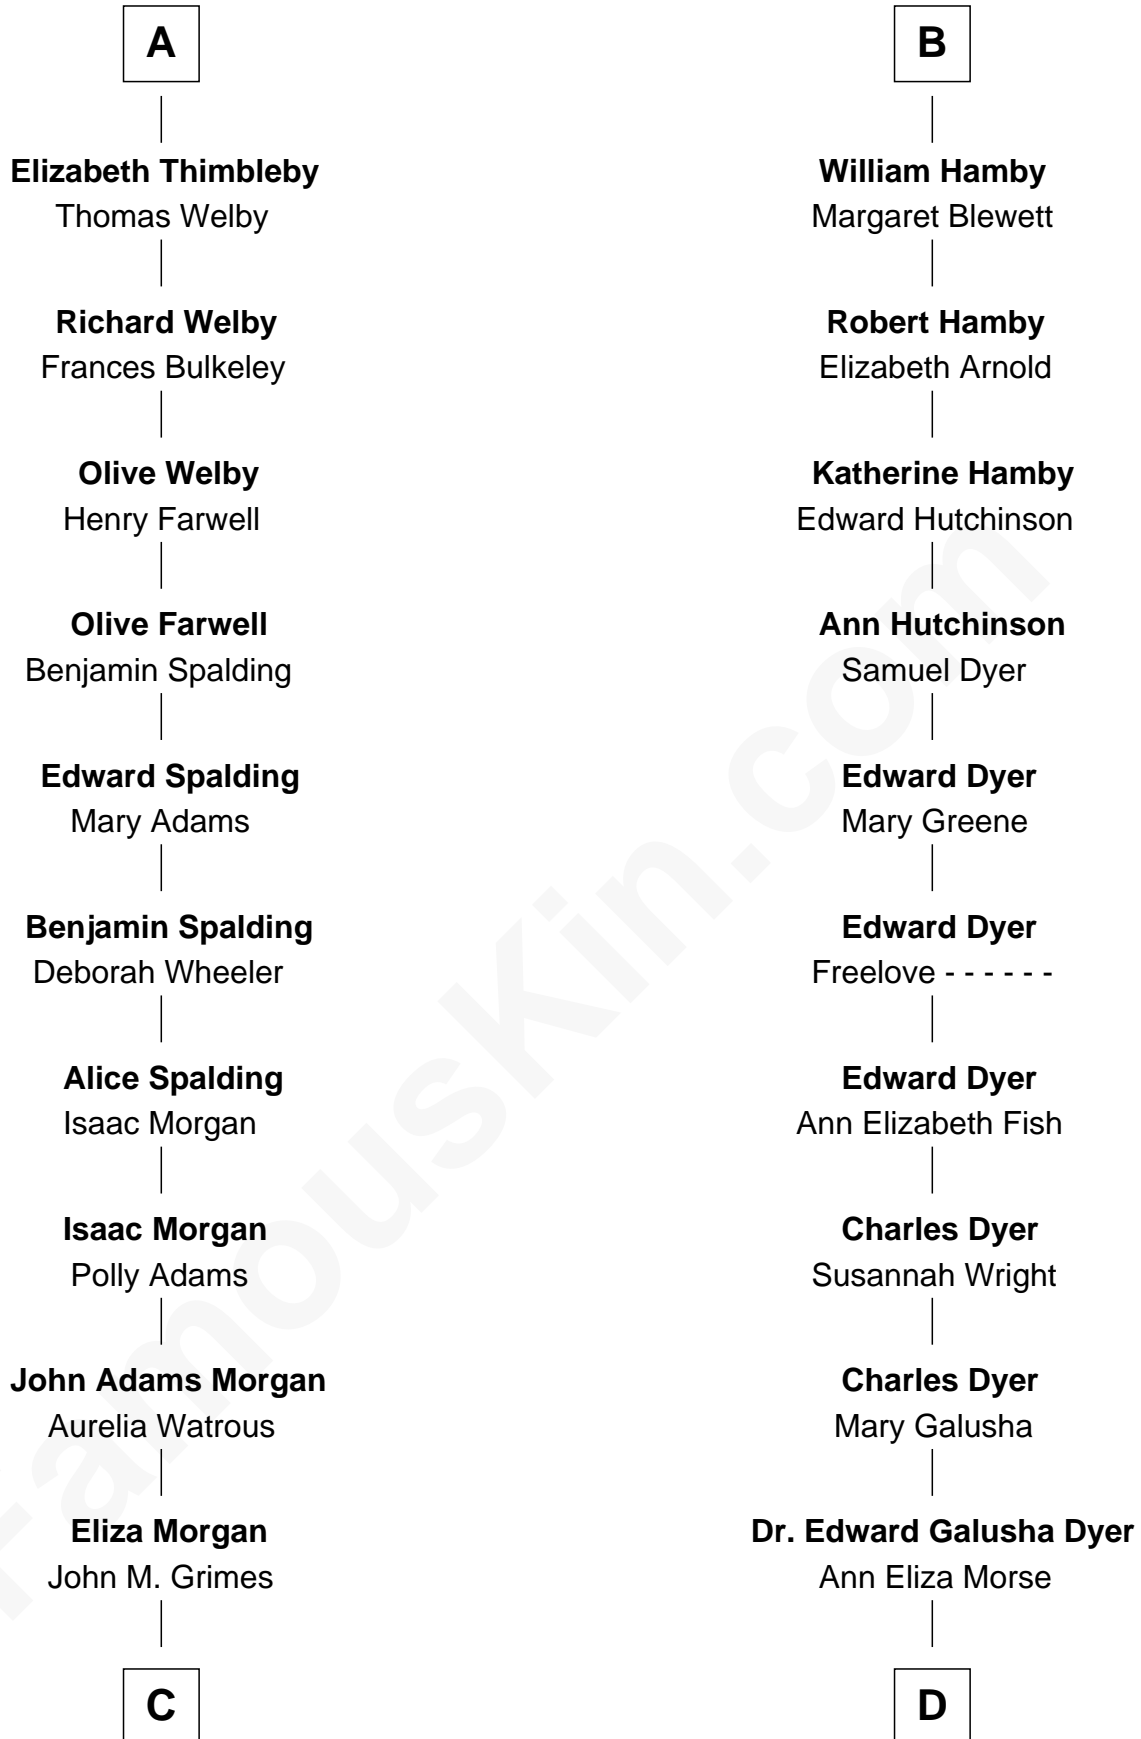 A
Elizabeth Thimbleby
Thomas Welby
Richard Welby
Frances Bulkeley
Olive Welby
Henry Farwell
Olive Farwell
Benjamin Spalding
Edward Spalding
Mary Adams
Benjamin Spalding
Deborah Wheeler
Alice Spalding
Isaac Morgan
Isaac Morgan
Polly Adams
John Adams Morgan
Aurelia Watrous
Eliza Morgan
John M. Grimes
C
B
William Hamby
Margaret Blewett
Robert Hamby
Elizabeth Arnold
Katherine Hamby
Edward Hutchinson
Ann Hutchinson
Samuel Dyer
Edward Dyer
Mary Greene
Edward Dyer
Freelove - - - - - -
Edward Dyer
Ann Elizabeth Fish
Charles Dyer
Susannah Wright
Charles Dyer
Mary Galusha
Dr. Edward Galusha Dyer
Ann Eliza Morse
D
FamousKin.com